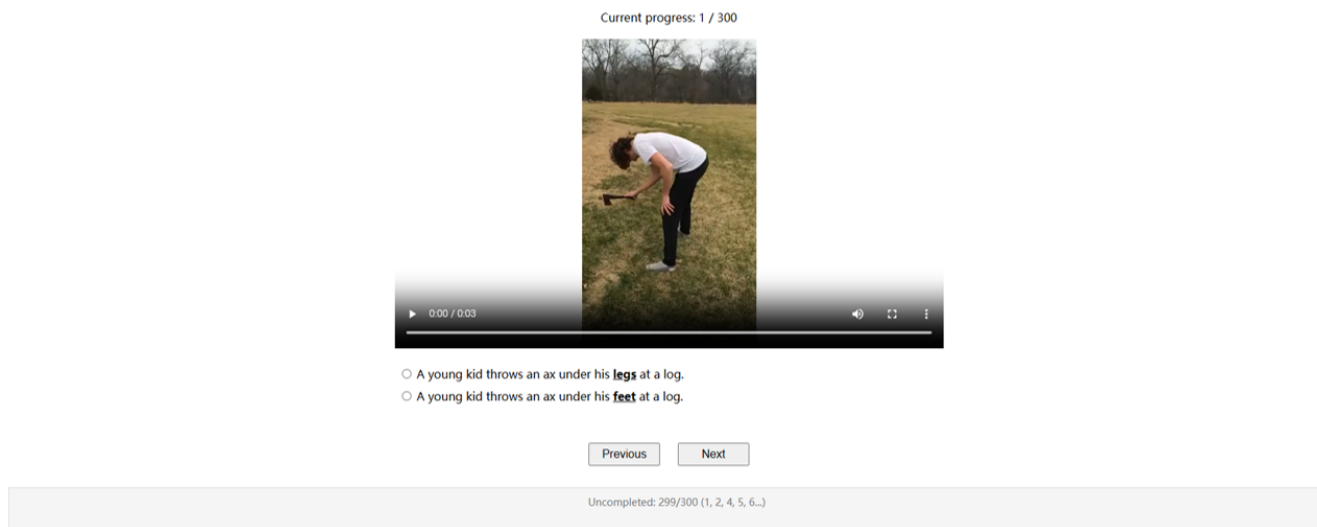 Current progress: 1 / 300
0:00 / 0:03
A young kid throws an ax under his legs at a log.
A young kid throws an ax under his feet at a log.
Previous Next
Uncompleted: 299/300 (1, 2, 4, 5, 6...)